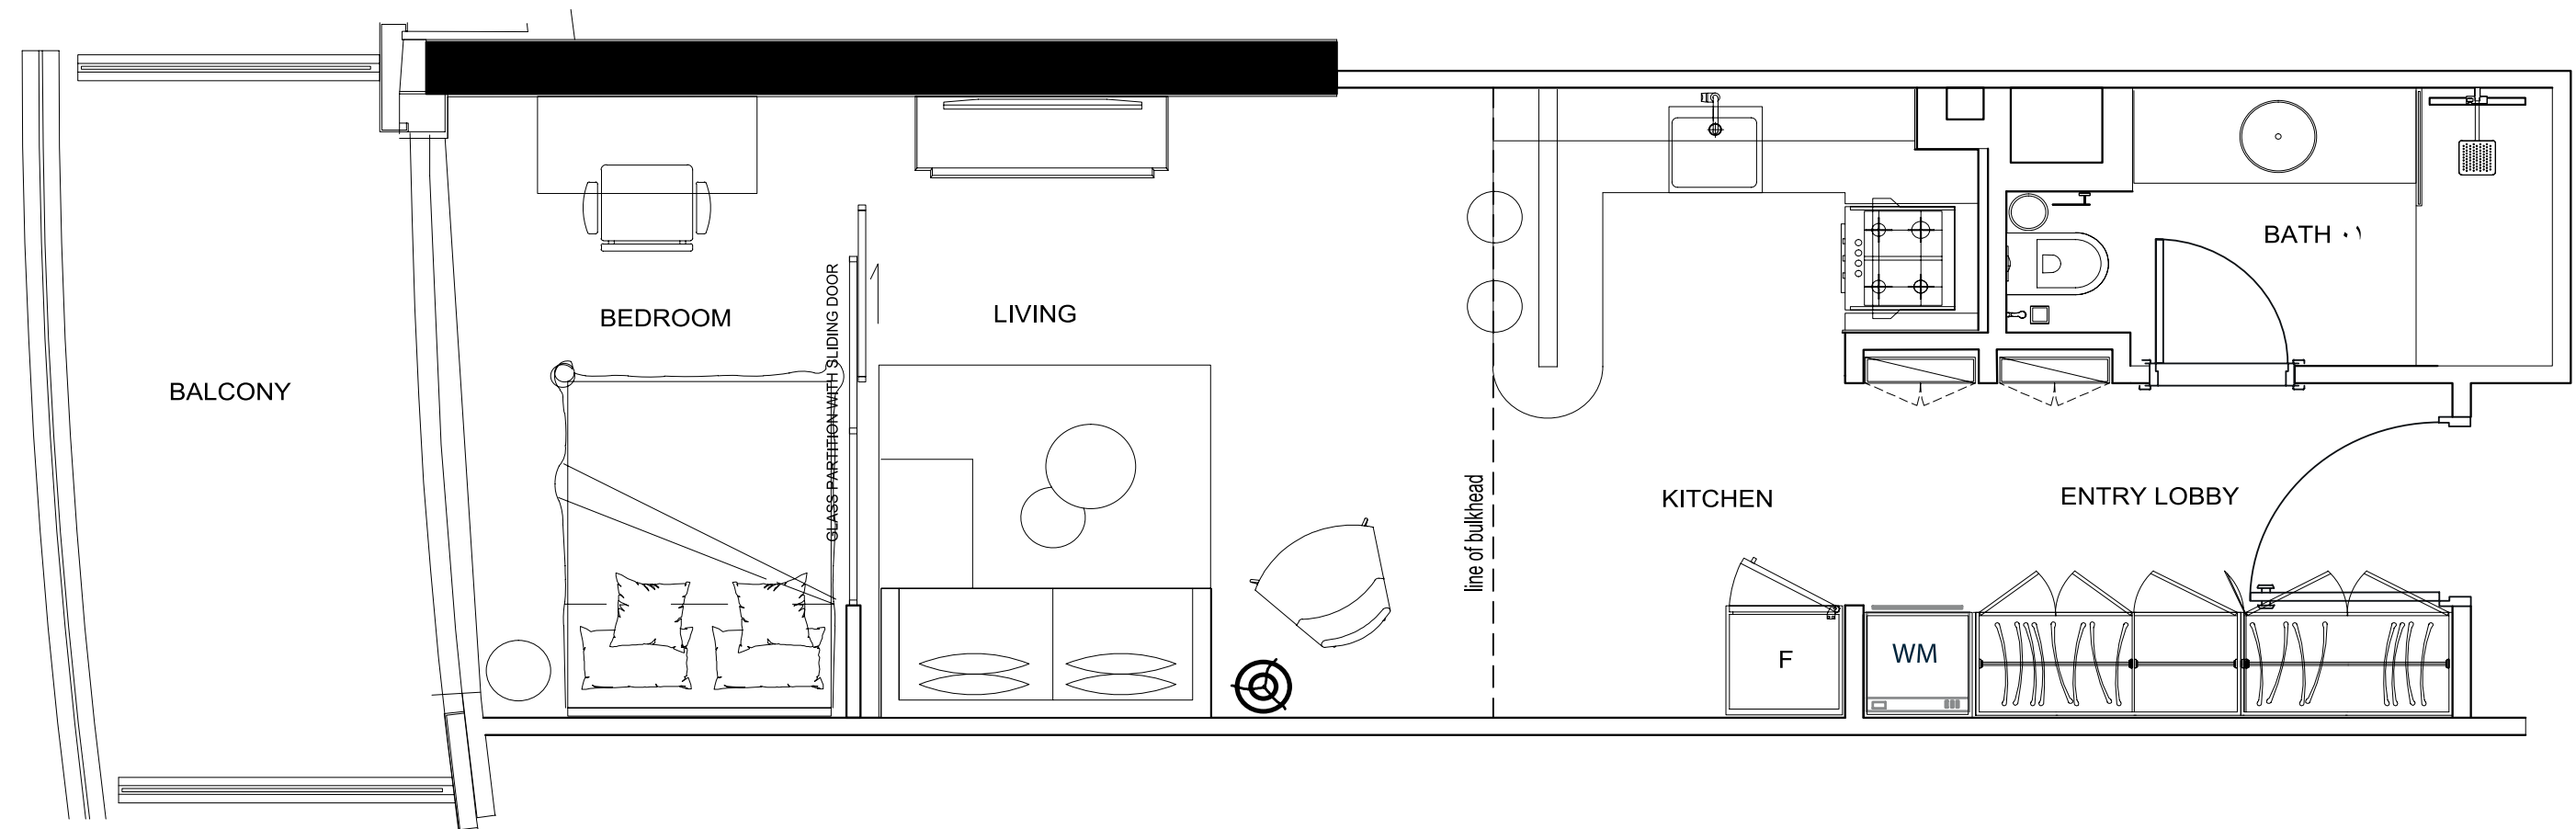 BATH ٠١
BEDROOM
LIVING
GLASS PARTITION WITH SLIDING DOOR
BALCONY
line of bulkhead
KITCHEN
ENTRY LOBBY
F
WM